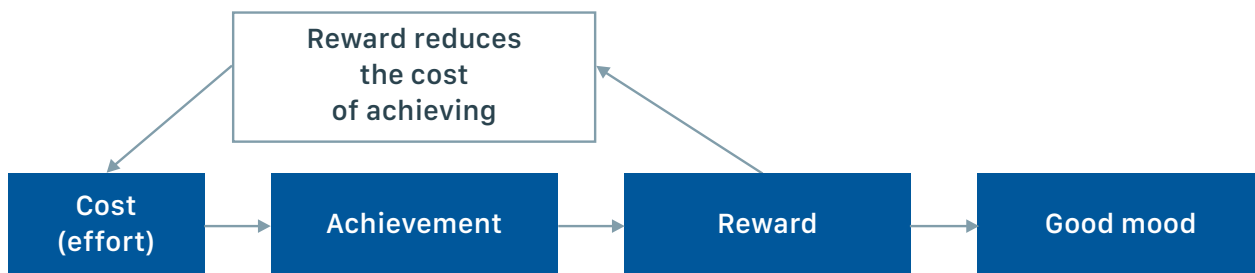 Reward reduces
the cost
of achieving
Cost
(effort)
Achievement
Reward
Good mood